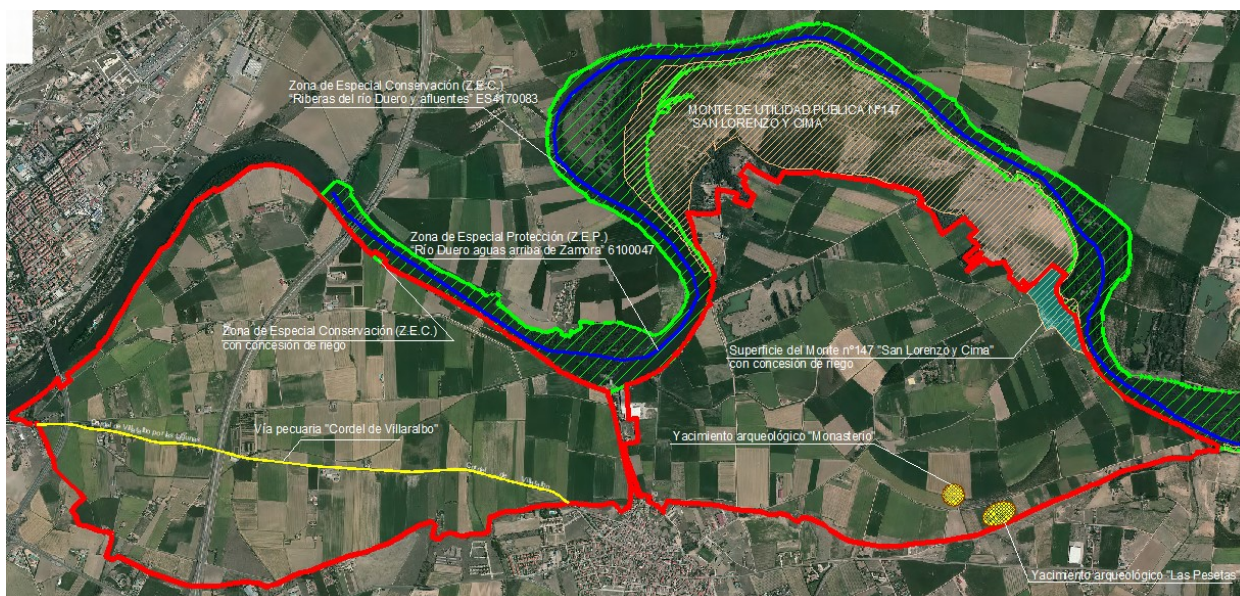 Zona de Especial Conservación (Z.E.C.)
"Riberas del río Duero y afluentes" ES4170083
MONTE DE UTILIDAD PÚBLICA Nº147
"SAN LORENZO Y CIMA"
Zona de Especial Protección (Z.E.P.)
"Río Duero aguas arriba de Zamora" 6100047
Zona de Especial Conservación (Z.E.C.)
con concesión de riego
Superficie del Monte nº147 "San Lorenzo y Cima"
con concesión de riego
Vía pecuaria "Cordel de Villaralbo"
Yacimiento arqueológico "Monasterio"
Yacimiento arqueológico "Las Pesetas"